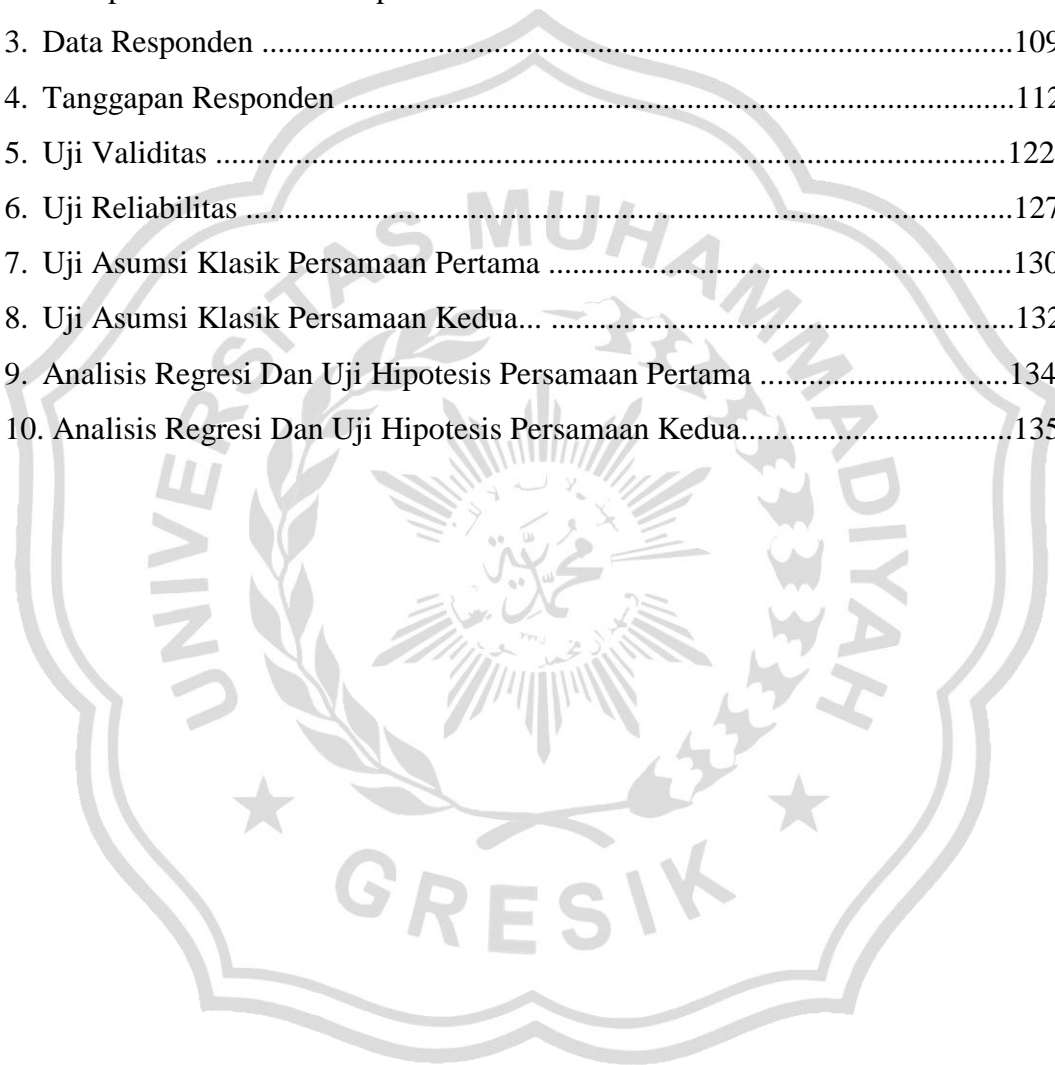 3. Data Responden ..........................................................................................109
4. Tanggapan Responden ................................................................................112
5. Uji Validitas ................................................................................................122
6. Uji Reliabilitas ............................................................................................127
7. Uji Asumsi Klasik Persamaan Pertama ........................................................130
8. Uji Asumsi Klasik Persamaan Kedua... ........................................................132
9. Analisis Regresi Dan Uji Hipotesis Persamaan Pertama ..............................134
10. Analisis Regresi Dan Uji Hipotesis Persamaan Kedua................................135
UNIVERSITAS MUHAMMADIYAH
محمدية
GRESIK